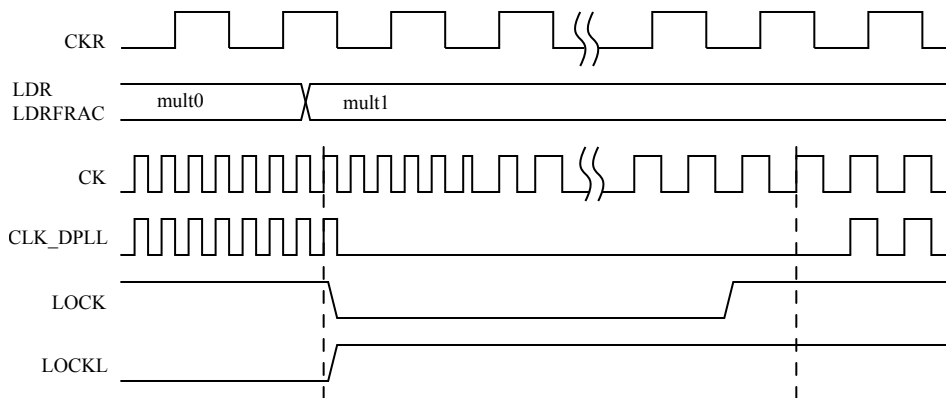 CKR
LDR
LDRFRAC
mult0 mult1
CK
CLK_DPLL
LOCK
LOCKL